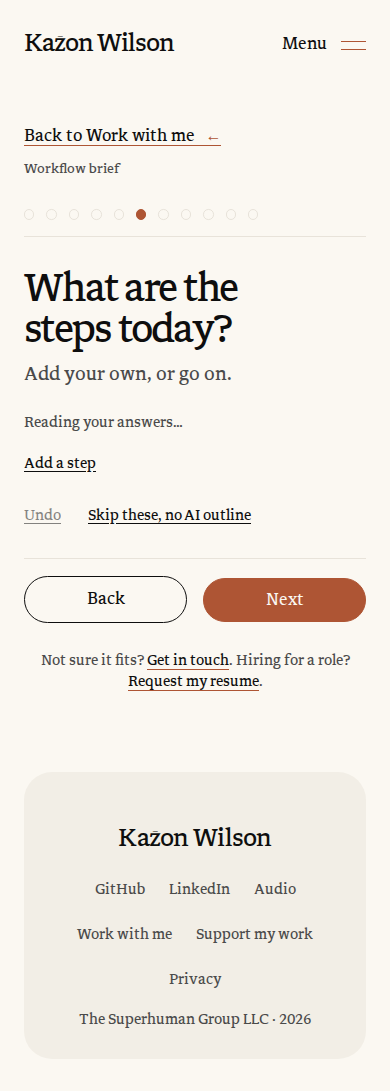 Kažon Wilson
Menu
Back to Work with me ←
Workflow brief
What are the
steps today?
Add your own, or go on.
Reading your answers...
Add a step
Undo Skip these, no AI outline
Back Next
Not sure it fits? Get in touch. Hiring for a role?
Request my resume.
Kažon Wilson
GitHub LinkedIn Audio
Work with me Support my work
Privacy
The Superhuman Group LLC · 2026